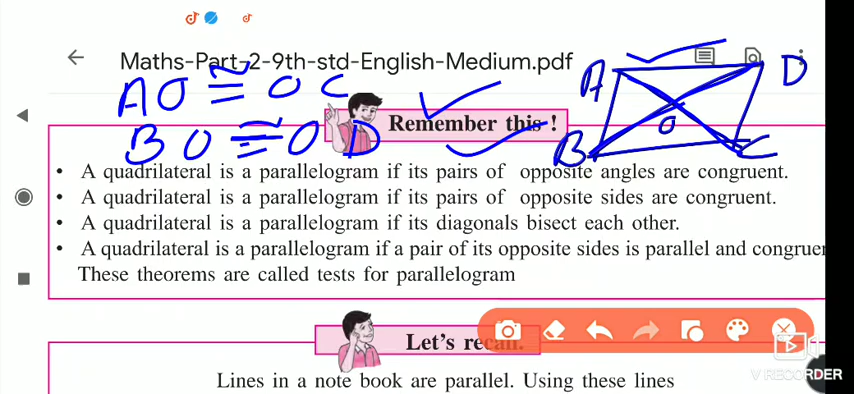 Maths-Part-2-9th-std-English-Medium.pdf
AO ≅ OC
BO ≅ OD
A
D
B
C
O
Remember this !
• A quadrilateral is a parallelogram if its pairs of opposite angles are congruent.
• A quadrilateral is a parallelogram if its pairs of opposite sides are congruent.
• A quadrilateral is a parallelogram if its diagonals bisect each other.
• A quadrilateral is a parallelogram if a pair of its opposite sides is parallel and congruen
These theorems are called tests for parallelogram
Let's recall.
Lines in a note book are parallel. Using these lines
V RECORDER